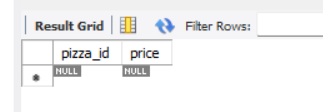 Result Grid Filter Rows:
pizza_id price
NULL NULL